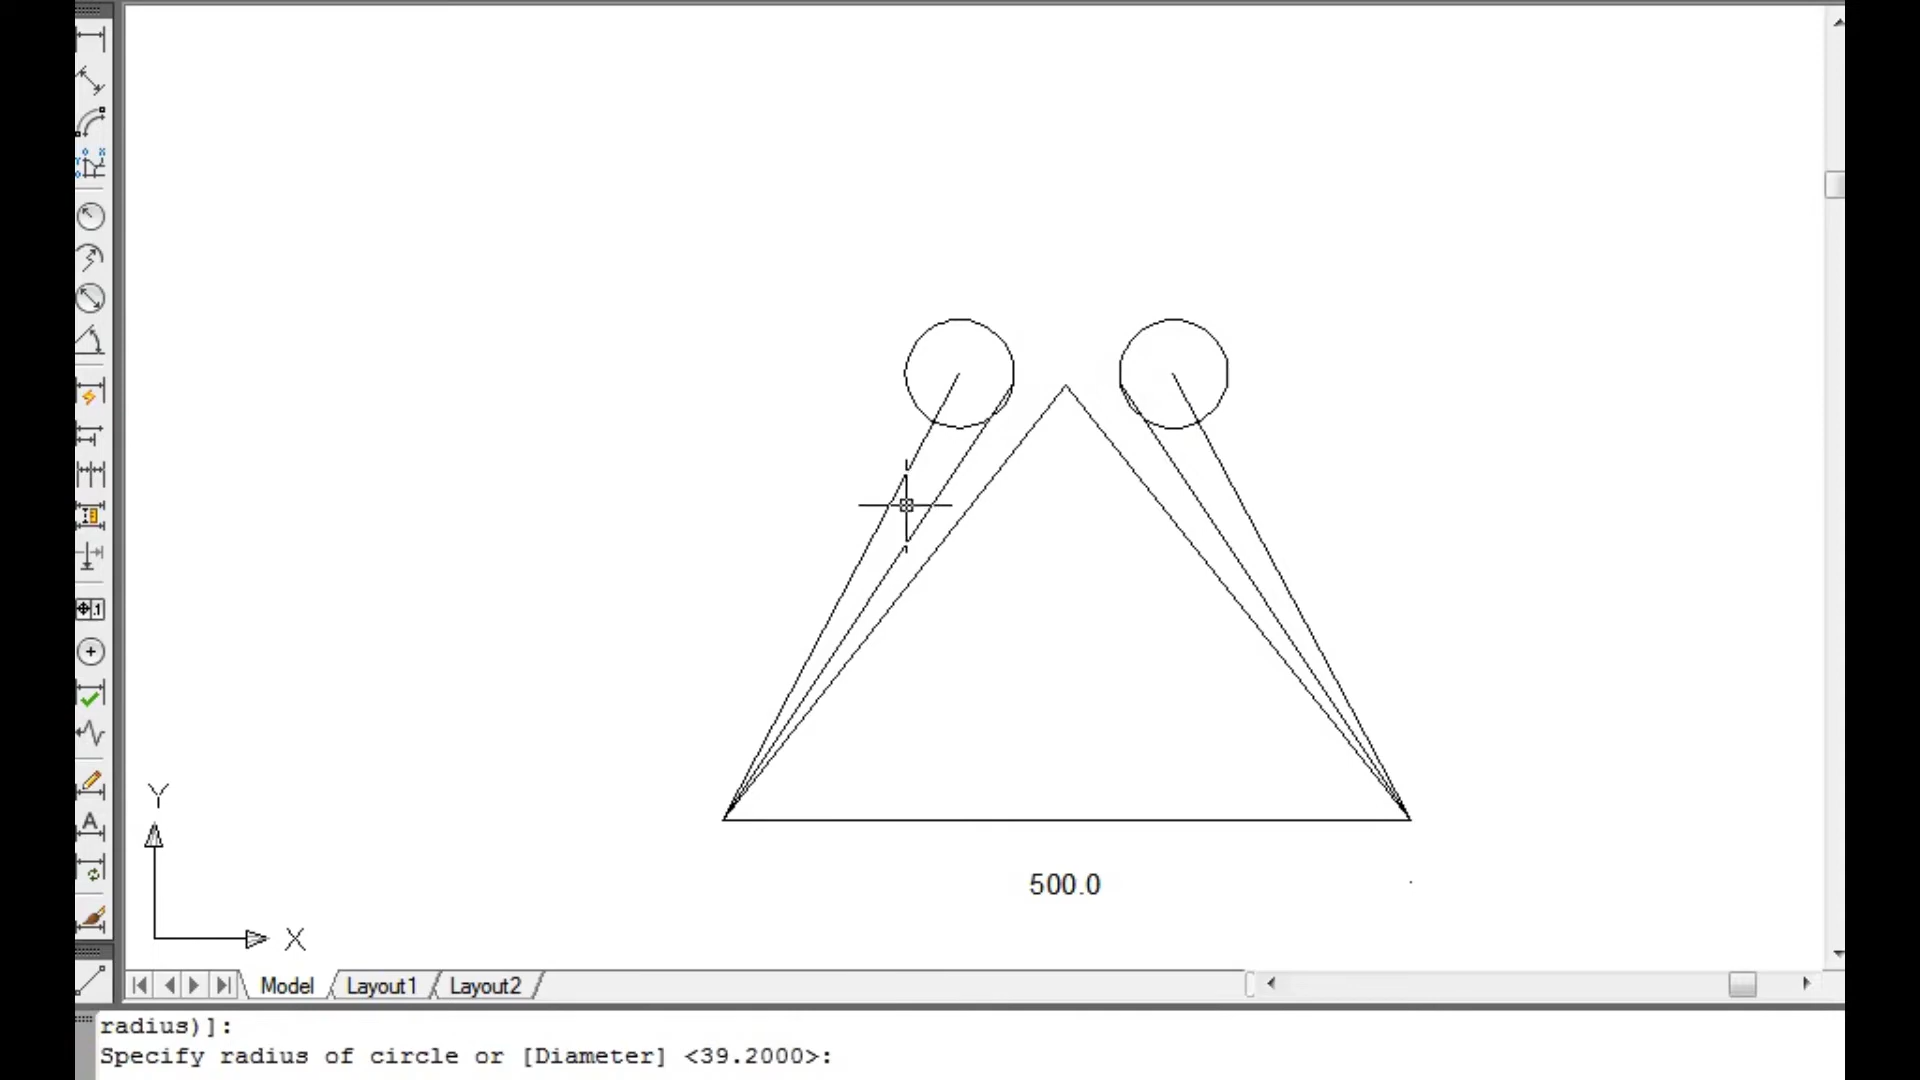 500.0
Y
X
Model Layout1 Layout2
radius)]:
Specify radius of circle or [Diameter] <39.2000>: